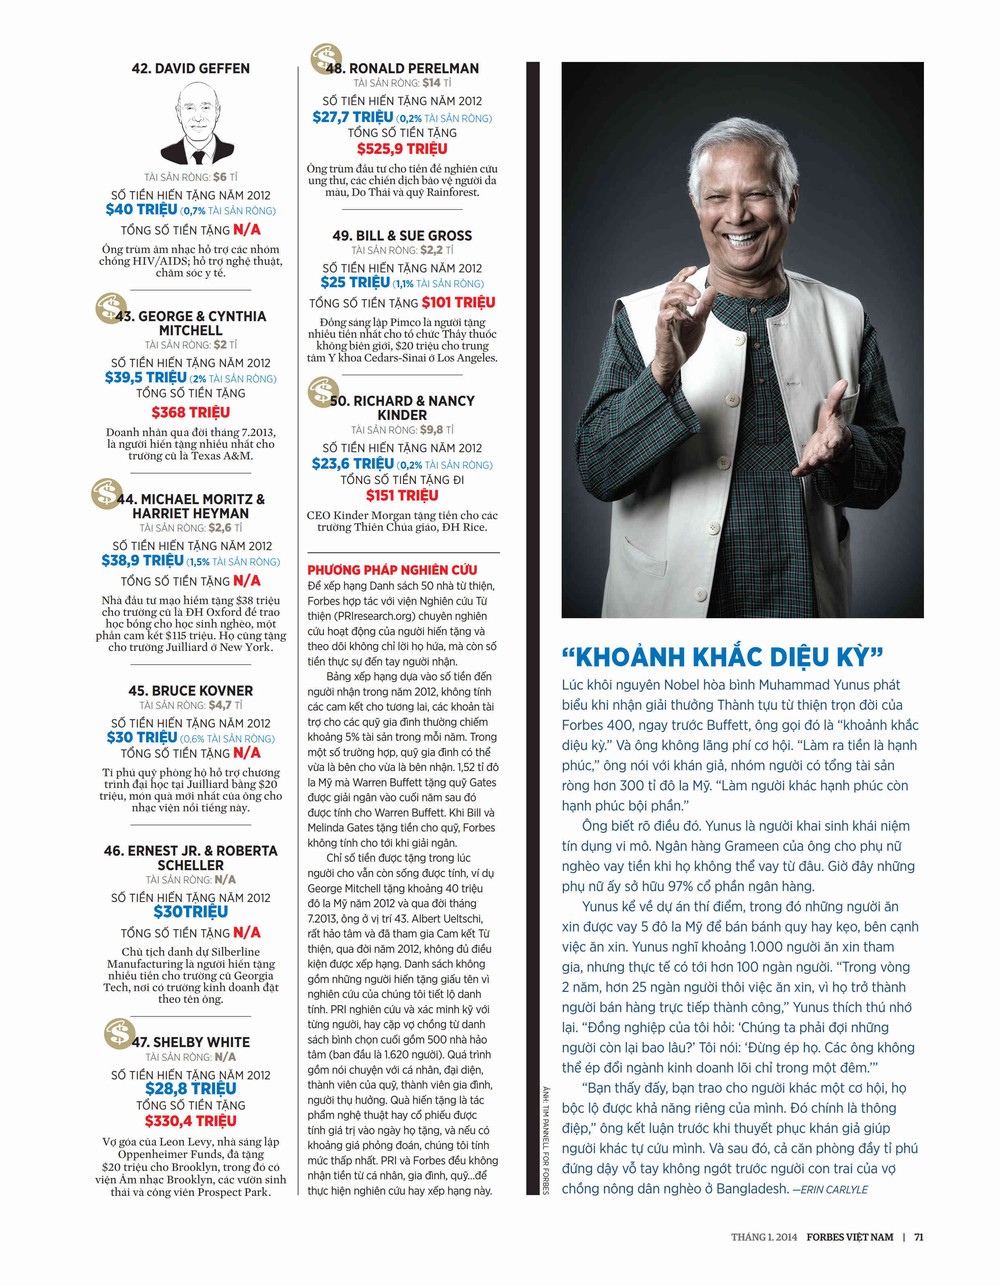 42. DAVID GEFFEN
TÀI SẢN RÒNG: $6 TỈ
SỐ TIỀN HIẾN TẶNG NĂM 2012
$40 TRIỆU (0,7% TÀI SẢN RÒNG)
TỔNG SỐ TIỀN TẶNG N/A
Ông trùm âm nhạc hỗ trợ các nhóm
chống HIV/AIDS; hỗ trợ nghệ thuật,
chăm sóc y tế.
43. GEORGE & CYNTHIA
MITCHELL
TÀI SẢN RÒNG: $2 TỈ
SỐ TIỀN HIẾN TẶNG NĂM 2012
$39,5 TRIỆU (2% TÀI SẢN RÒNG)
TỔNG SỐ TIỀN TẶNG
$368 TRIỆU
Doanh nhân qua đời tháng 7.2013,
là người hiến tặng nhiều nhất cho
trường cũ là Texas A&M.
44. MICHAEL MORITZ &
HARRIET HEYMAN
TÀI SẢN RÒNG: $2,6 TỈ
SỐ TIỀN HIẾN TẶNG NĂM 2012
$38,9 TRIỆU (1,5% TÀI SẢN RÒNG)
TỔNG SỐ TIỀN TẶNG N/A
Nhà đầu tư mạo hiểm tặng $38 triệu
cho trường cũ là ĐH Oxford để trao
học bổng cho học sinh nghèo, một
phần cam kết $115 triệu. Họ cũng tặng
cho trường Juilliard ở New York.
45. BRUCE KOVNER
TÀI SẢN RÒNG: $4,7 TỈ
SỐ TIỀN HIẾN TẶNG NĂM 2012
$30 TRIỆU (0,6% TÀI SẢN RÒNG)
TỔNG SỐ TIỀN TẶNG N/A
Tỉ phú quỹ phòng hộ hỗ trợ chương
trình đại học tại Juilliard bằng $20
triệu, món quà mới nhất của ông cho
nhạc viện nổi tiếng này.
46. ERNEST JR. & ROBERTA
SCHELLER
TÀI SẢN RÒNG: N/A
SỐ TIỀN HIẾN TẶNG NĂM 2012
$30TRIỆU
TỔNG SỐ TIỀN TẶNG N/A
Chủ tịch danh dự Silberline
Manufacturing là người hiến tặng
nhiều tiền cho trường cũ Georgia
Tech, nơi có trường kinh doanh đặt
theo tên ông.
47. SHELBY WHITE
TÀI SẢN RÒNG: N/A
SỐ TIỀN HIẾN TẶNG NĂM 2012
$28,8 TRIỆU
TỔNG SỐ TIỀN TẶNG
$330,4 TRIỆU
Vợ góa của Leon Levy, nhà sáng lập
Oppenheimer Funds, đã tặng
$20 triệu cho Brooklyn, trong đó có
viện Âm nhạc Brooklyn, các vườn sinh
thái và công viên Prospect Park.
48. RONALD PERELMAN
TÀI SẢN RÒNG: $14 TỈ
SỐ TIỀN HIẾN TẶNG NĂM 2012
$27,7 TRIỆU (0,2% TÀI SẢN RÒNG)
TỔNG SỐ TIỀN TẶNG
$525,9 TRIỆU
Ông trùm đầu tư cho tiền để nghiên cứu
ung thư, các chiến dịch bảo vệ người da
màu, Do Thái và quỹ Rainforest.
49. BILL & SUE GROSS
TÀI SẢN RÒNG: $2,2 TỈ
SỐ TIỀN HIẾN TẶNG NĂM 2012
$25 TRIỆU (1,1% TÀI SẢN RÒNG)
TỔNG SỐ TIỀN TẶNG $101 TRIỆU
Đồng sáng lập Pimco là người tặng
nhiều tiền nhất cho tổ chức Thầy thuốc
không biên giới, $20 triệu cho trung
tâm Y khoa Cedars-Sinai ở Los Angeles.
50. RICHARD & NANCY
KINDER
TÀI SẢN RÒNG: $9,8 TỈ
SỐ TIỀN HIẾN TẶNG NĂM 2012
$23,6 TRIỆU (0,2% TÀI SẢN RÒNG)
TỔNG SỐ TIỀN TẶNG ĐI
$151 TRIỆU
CEO Kinder Morgan tặng tiền cho các
trường Thiên Chúa giáo, ĐH Rice.
PHƯƠNG PHÁP NGHIÊN CỨU
Để xếp hạng Danh sách 50 nhà từ thiện,
Forbes hợp tác với viện Nghiên cứu Từ
thiện (PRIresearch.org) chuyên nghiên
cứu hoạt động của người hiến tặng và
theo dõi không chỉ lời họ hứa, mà còn số
tiền thực sự đến tay người nhận.
Bảng xếp hạng dựa vào số tiền đến
người nhận trong năm 2012, không tính
các cam kết cho tương lai, các khoản tài
trợ cho các quỹ gia đình thường chiếm
khoảng 5% tài sản trong mỗi năm. Trong
một số trường hợp, quỹ gia đình có thể
vừa là bên cho vừa là bên nhận. 1,52 tỉ đô
la Mỹ mà Warren Buffett tặng quỹ Gates
được giải ngân vào cuối năm sau đó
được tính cho Warren Buffett. Khi Bill và
Melinda Gates tặng tiền cho quỹ, Forbes
không tính cho tới khi giải ngân.
Chỉ số tiền được tặng trong lúc
người cho vẫn còn sống được tính, ví dụ
George Mitchell tặng khoảng 40 triệu
đô la Mỹ năm 2012 và qua đời tháng
7.2013, ông ở vị trí 43. Albert Ueltschi,
rất hảo tâm và đã tham gia Cam kết Từ
thiện, qua đời năm 2012, không đủ điều
kiện được xếp hạng. Danh sách không
gồm những người hiến tặng giấu tên vì
nghiên cứu của chúng tôi tiết lộ danh
tính. PRI nghiên cứu và xác minh kỹ với
từng người, hay cặp vợ chồng từ danh
sách bình chọn cuối gồm 500 nhà hảo
tâm (ban đầu là 1.620 người). Quá trình
gồm nói chuyện với cá nhân, đại diện,
thành viên của quỹ, thành viên gia đình,
người thụ hưởng. Quà hiến tặng là tác
phẩm nghệ thuật hay cổ phiếu được
tính giá trị vào ngày họ tặng, và nếu có
khoảng giá phỏng đoán, chúng tôi tính
mức thấp nhất. PRI và Forbes đều không
nhận tiền từ cá nhân, gia đình, quỹ...để
thực hiện nghiên cứu hay xếp hạng này.
ẢNH: TIM PANNELL FOR FORBES
“KHOẢNH KHẮC DIỆU KỲ”
Lúc khôi nguyên Nobel hòa bình Muhammad Yunus phát
biểu khi nhận giải thưởng Thành tựu từ thiện trọn đời của
Forbes 400, ngay trước Buffett, ông gọi đó là “khoảnh khắc
diệu kỳ.” Và ông không lãng phí cơ hội. “Làm ra tiền là hạnh
phúc,” ông nói với khán giả, nhóm người có tổng tài sản
ròng hơn 300 tỉ đô la Mỹ. “Làm người khác hạnh phúc còn
hạnh phúc bội phần.”
Ông biết rõ điều đó. Yunus là người khai sinh khái niệm
tín dụng vi mô. Ngân hàng Grameen của ông cho phụ nữ
nghèo vay tiền khi họ không thể vay từ đâu. Giờ đây những
phụ nữ ấy sở hữu 97% cổ phần ngân hàng.
Yunus kể về dự án thí điểm, trong đó những người ăn
xin được vay 5 đô la Mỹ để bán bánh quy hay kẹo, bên cạnh
việc ăn xin. Yunus nghĩ khoảng 1.000 người ăn xin tham
gia, nhưng thực tế có tới hơn 100 ngàn người. “Trong vòng
2 năm, hơn 25 ngàn người thôi việc ăn xin, vì họ trở thành
người bán hàng trực tiếp thành công,” Yunus thích thú nhớ
lại. “Đồng nghiệp của tôi hỏi: ‘Chúng ta phải đợi những
người còn lại bao lâu?’ Tôi nói: ‘Đừng ép họ. Các ông không
thể ép đổi ngành kinh doanh lõi chỉ trong một đêm.’”
“Bạn thấy đấy, bạn trao cho người khác một cơ hội, họ
bộc lộ được khả năng riêng của mình. Đó chính là thông
điệp,” ông kết luận trước khi thuyết phục khán giả giúp
người khác tự cứu mình. Và sau đó, cả căn phòng đầy tỉ phú
đứng dậy vỗ tay không ngớt trước người con trai của vợ
chồng nông dân nghèo ở Bangladesh. —ERIN CARLYLE
THÁNG 1. 2014 FORBES VIỆT NAM | 71